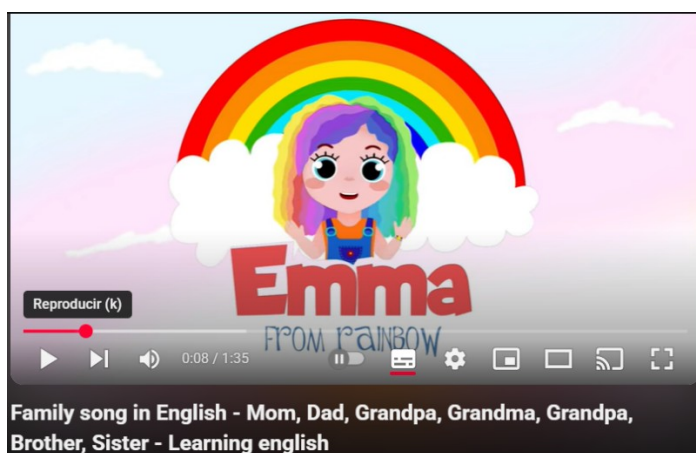 Emma
FROM raINBOW
Reproducir (k)
0:08 / 1:35
Family song in English - Mom, Dad, Grandpa, Grandma, Grandpa,
Brother, Sister - Learning english